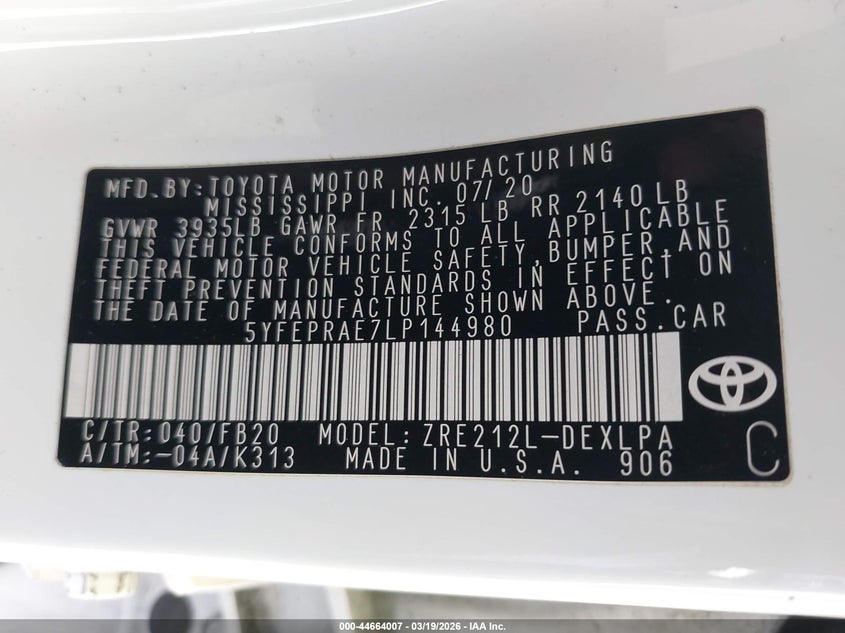 MFD. BY: TOYOTA MOTOR MANUFACTURING
MISSISSIPPI INC. 07/20
GVWR 3935LB GAWR FR 2315 LB RR 2140 LB
THIS VEHICLE CONFORMS TO ALL APPLICABLE
FEDERAL MOTOR VEHICLE SAFETY, BUMPER, AND
THEFT PREVENTION STANDARDS IN EFFECT ON
THE DATE OF MANUFACTURE SHOWN ABOVE.
5YFEPRAE7LP144980 PASS. CAR
C/TR: 040/FB20 MODEL: ZRE212L-DEXLPA
A/TM: -04A/K313 MADE IN U.S.A. 906 C
000-44664007 - 03/19/2026 - IAA Inc.